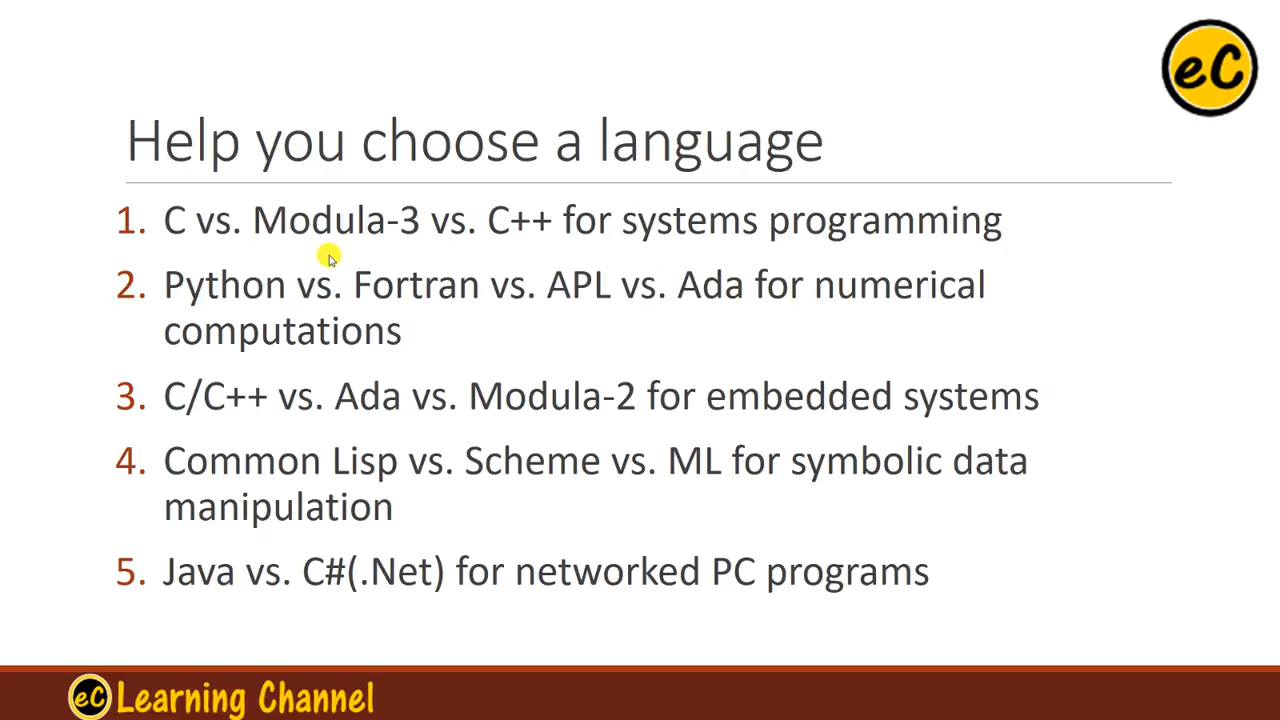 eC
Help you choose a language
1. C vs. Modula-3 vs. C++ for systems programming
2. Python vs. Fortran vs. APL vs. Ada for numerical
computations
3. C/C++ vs. Ada vs. Modula-2 for embedded systems
4. Common Lisp vs. Scheme vs. ML for symbolic data
manipulation
5. Java vs. C#(.Net) for networked PC programs
eC Learning Channel